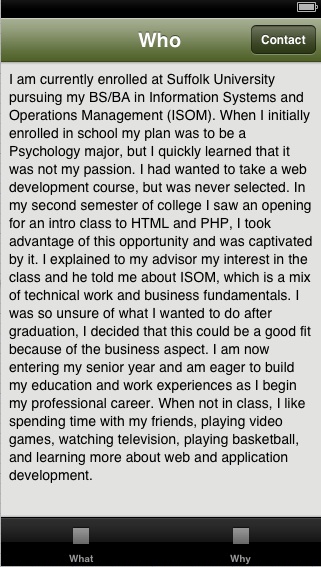 Who
Contact
I am currently enrolled at Suffolk University
pursuing my BS/BA in Information Systems and
Operations Management (ISOM). When I initially
enrolled in school my plan was to be a
Psychology major, but I quickly learned that it
was not my passion. I had wanted to take a web
development course, but was never selected. In
my second semester of college I saw an opening
for an intro class to HTML and PHP, I took
advantage of this opportunity and was captivated
by it. I explained to my advisor my interest in the
class and he told me about ISOM, which is a mix
of technical work and business fundamentals. I
was so unsure of what I wanted to do after
graduation, I decided that this could be a good fit
because of the business aspect. I am now
entering my senior year and am eager to build
my education and work experiences as I begin
my professional career. When not in class, I like
spending time with my friends, playing video
games, watching television, playing basketball,
and learning more about web and application
development.
What
Why